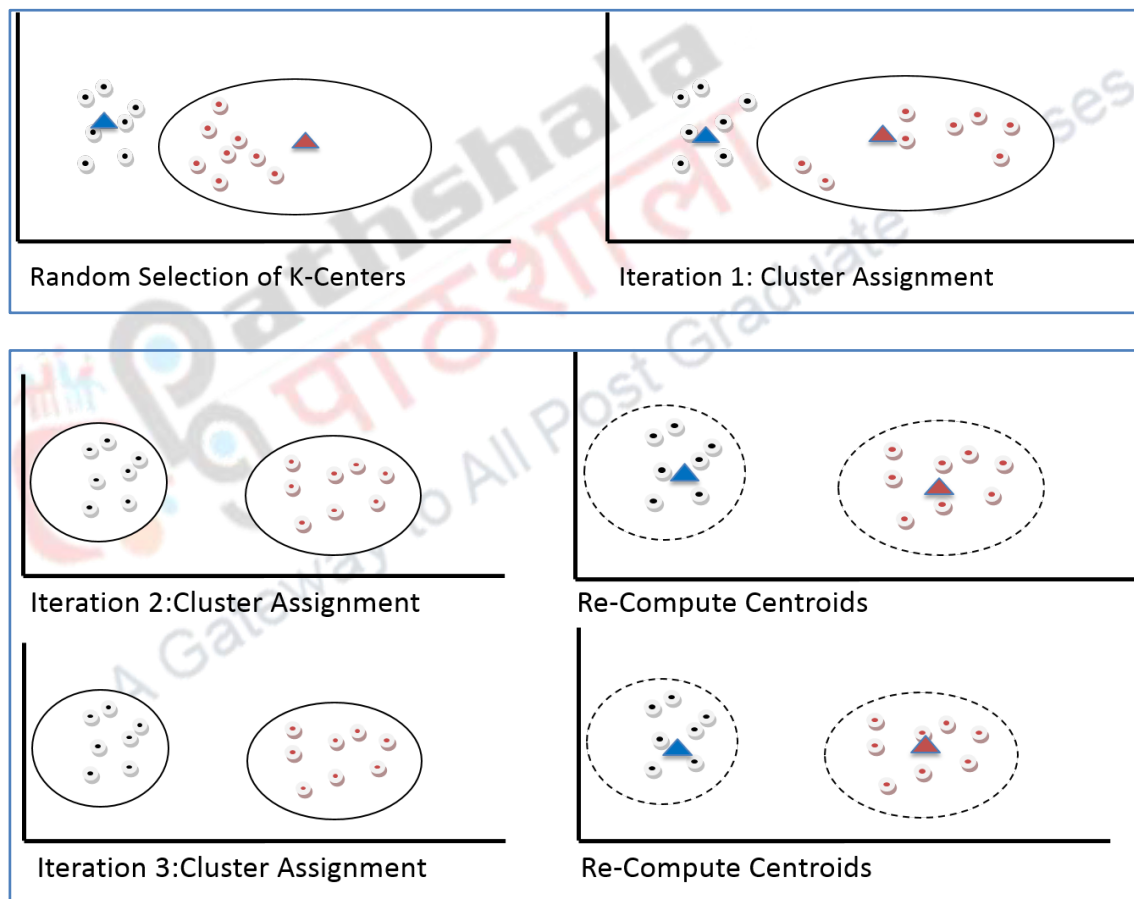 Random Selection of K-Centers
Iteration 1: Cluster Assignment
Iteration 2:Cluster Assignment
Re-Compute Centroids
Iteration 3:Cluster Assignment
Re-Compute Centroids
Pathshala
पाठशाला
A Gateway to All Post Graduate Courses